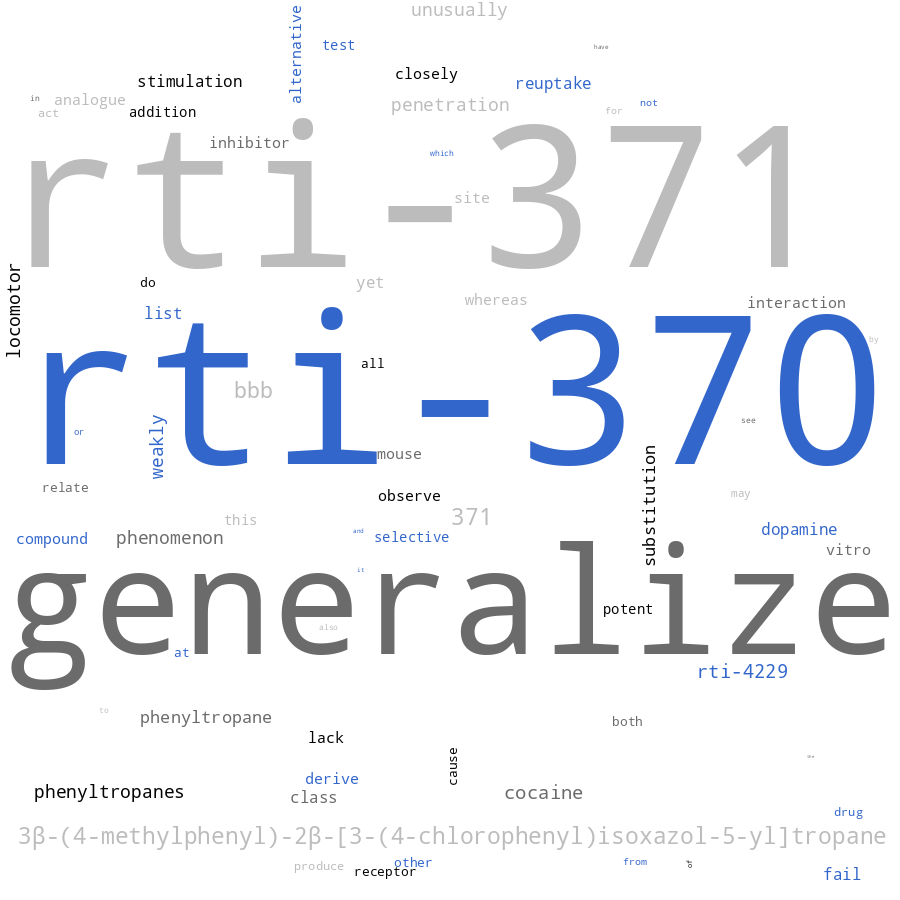 unusually
alternative
test
have
closely
stimulation
reuptake
in
analogue
not
penetration
act
addition
for
inhibitor
which
rti-371
site
do
yet
locomotor
whereas
interaction
list
rti-370
by
all
bbb
see
or
weakly
mouse
relate
observe
substitution
may
this
371
and
dopamine
compound
phenomenon
selective
vitro
it
generalize
potent
also
at
rti-4229
to
phenyltropane
both
lack
cause
the
derive
phenyltropanes
class
cocaine
drug
3β-(4-methylphenyl)-2β-[3-(4-chlorophenyl)isoxazol-5-yl]tropane
produce
other
from
of
receptor
fail